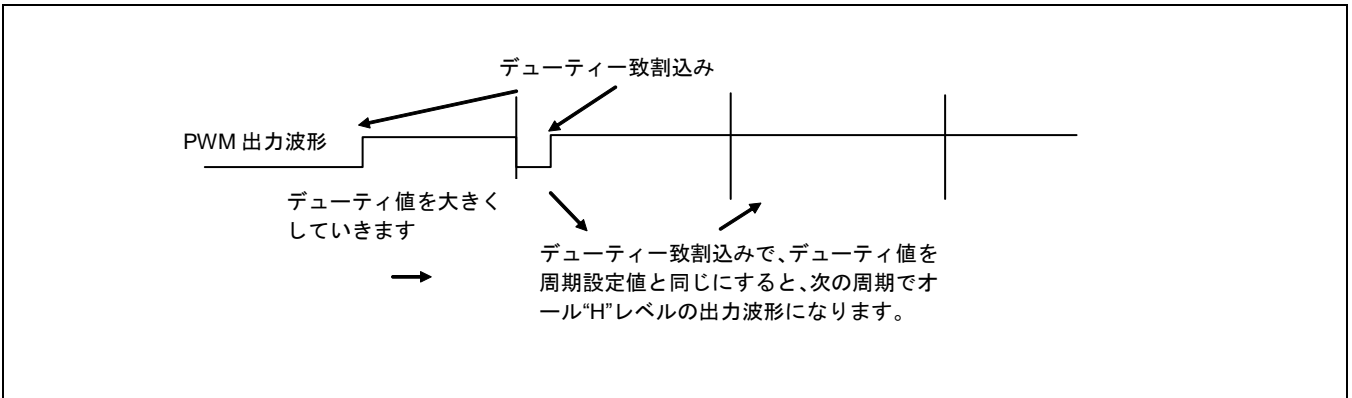 デューティ一致割込み
PWM 出力波形
デューティ値を大きく
していきます
デューティ一致割込みで、デューティ値を
周期設定値と同じにすると、次の周期でオ
ール“H”レベルの出力波形になります。